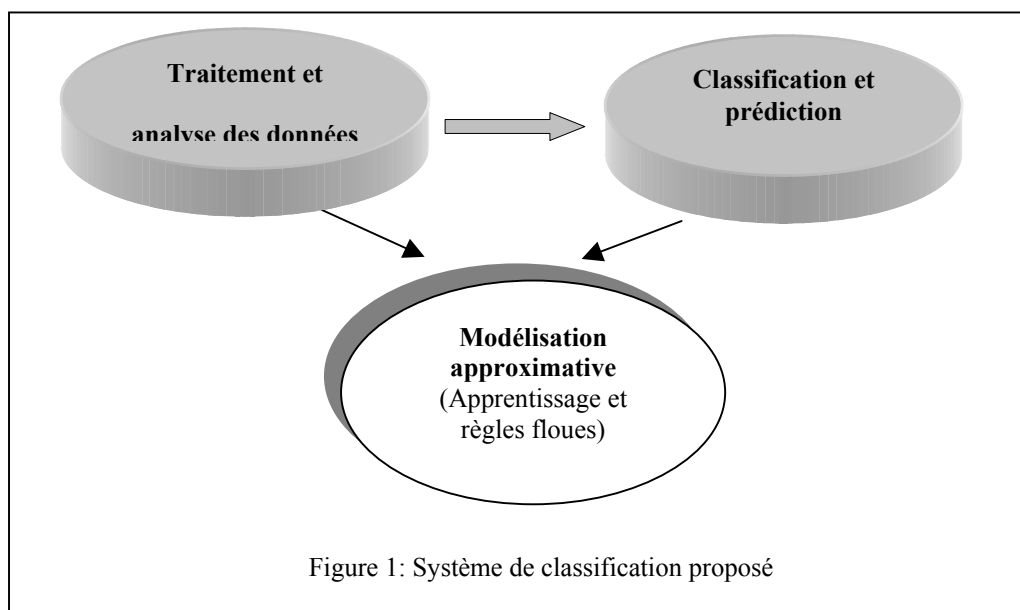 Traitement et
analyse des données
Classification et
prédiction
Modélisation
approximative
(Apprentissage et
règles floues)
Figure 1: Système de classification proposé